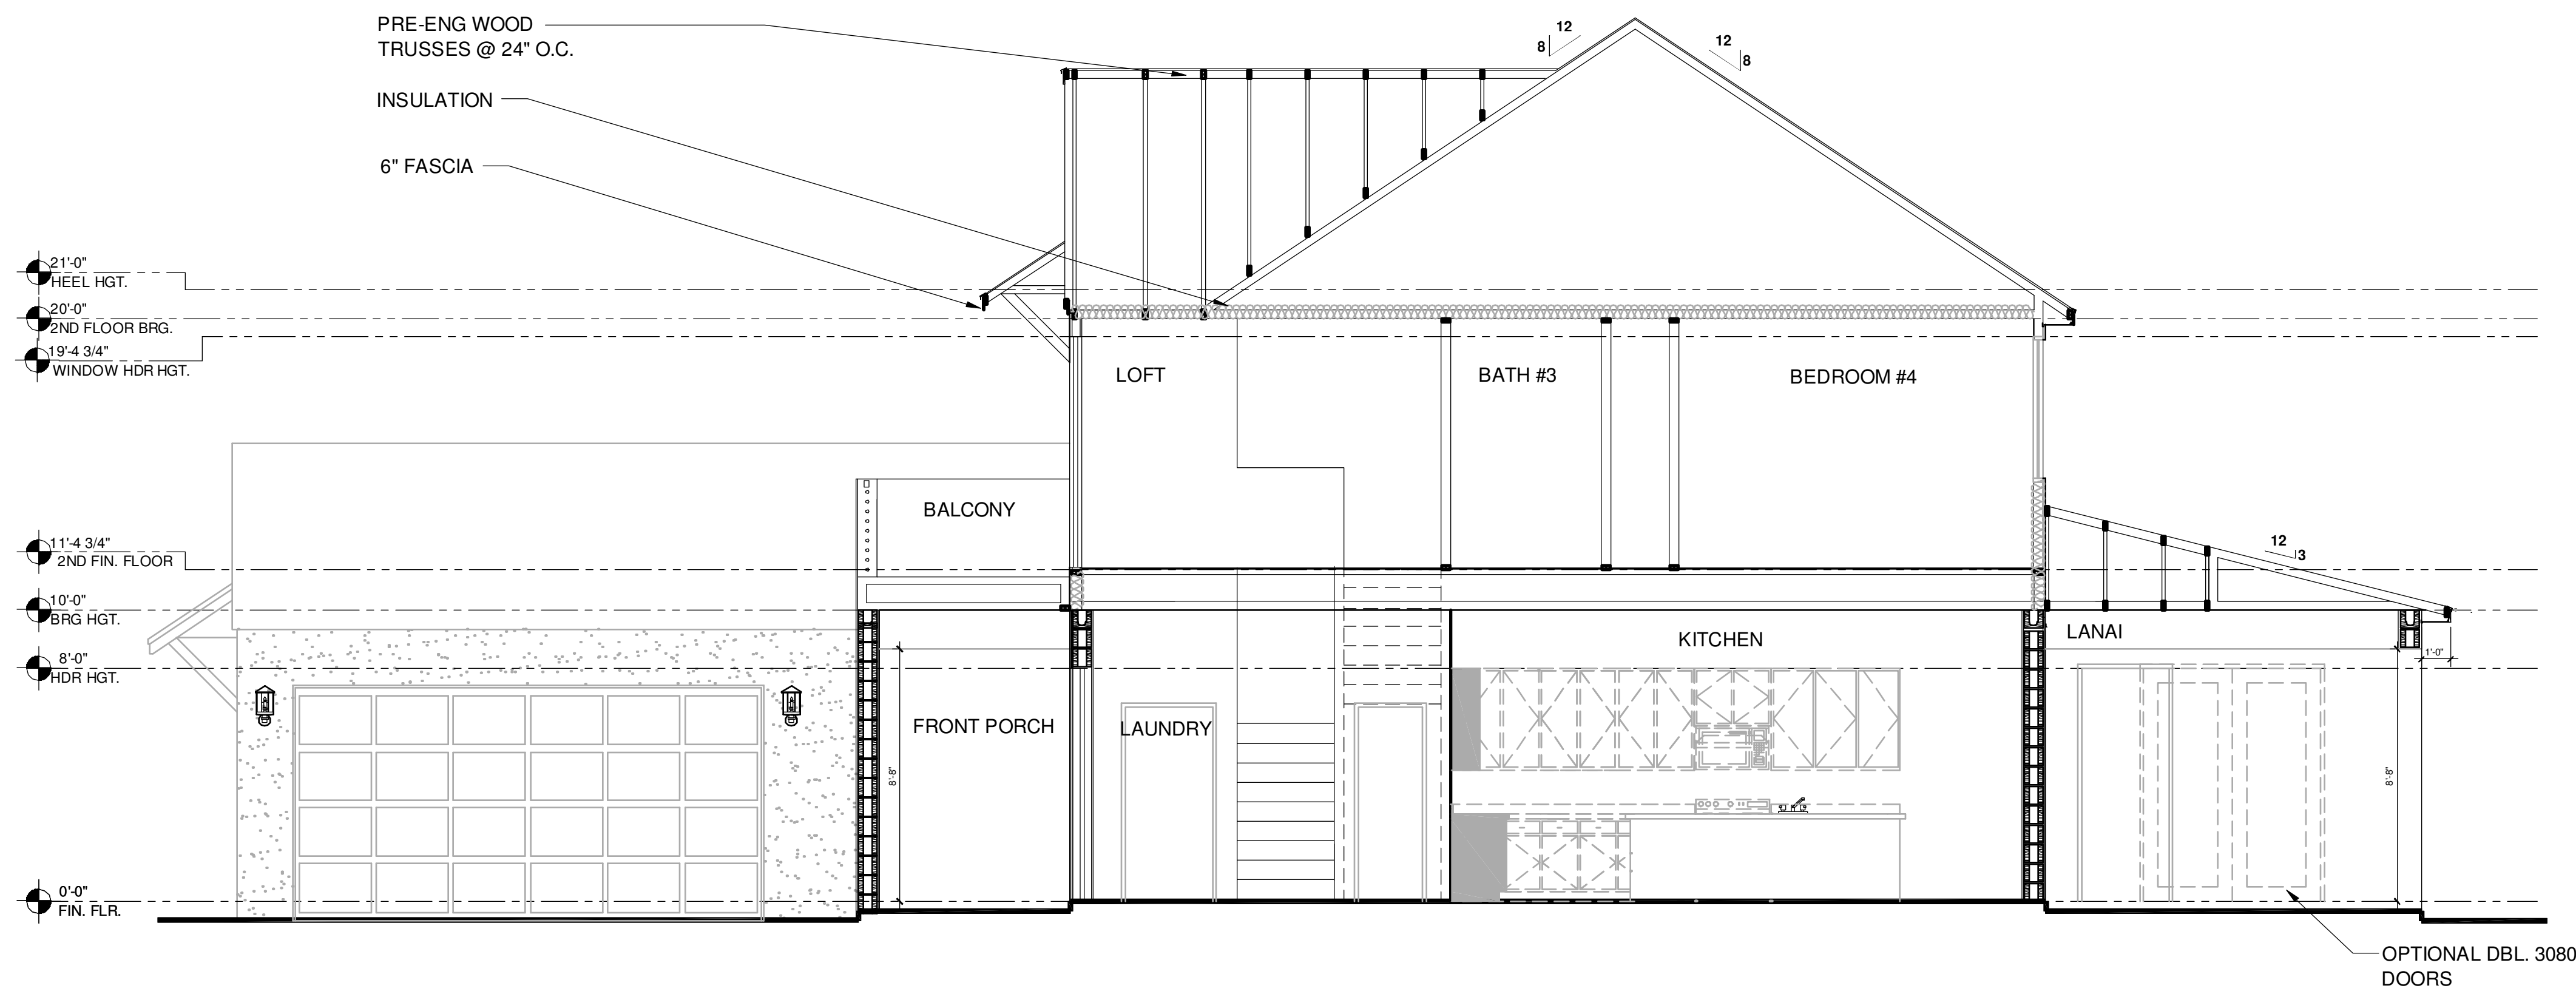 PRE-ENG WOOD
TRUSSES @ 24" O.C.
INSULATION
6" FASCIA
12
8
12
8
21'-0"
HEEL HGT.
20'-0"
2ND FLOOR BRG.
19'-4 3/4"
WINDOW HDR HGT.
LOFT
BATH #3
BEDROOM #4
BALCONY
11'-4 3/4"
2ND FIN. FLOOR
12
3
10'-0"
BRG HGT.
LANAI
KITCHEN
1'-0"
8'-0"
HDR HGT.
FRONT PORCH
LAUNDRY
8'-8"
8'-8"
0'-0"
FIN. FLR.
OPTIONAL DBL. 3080
DOORS